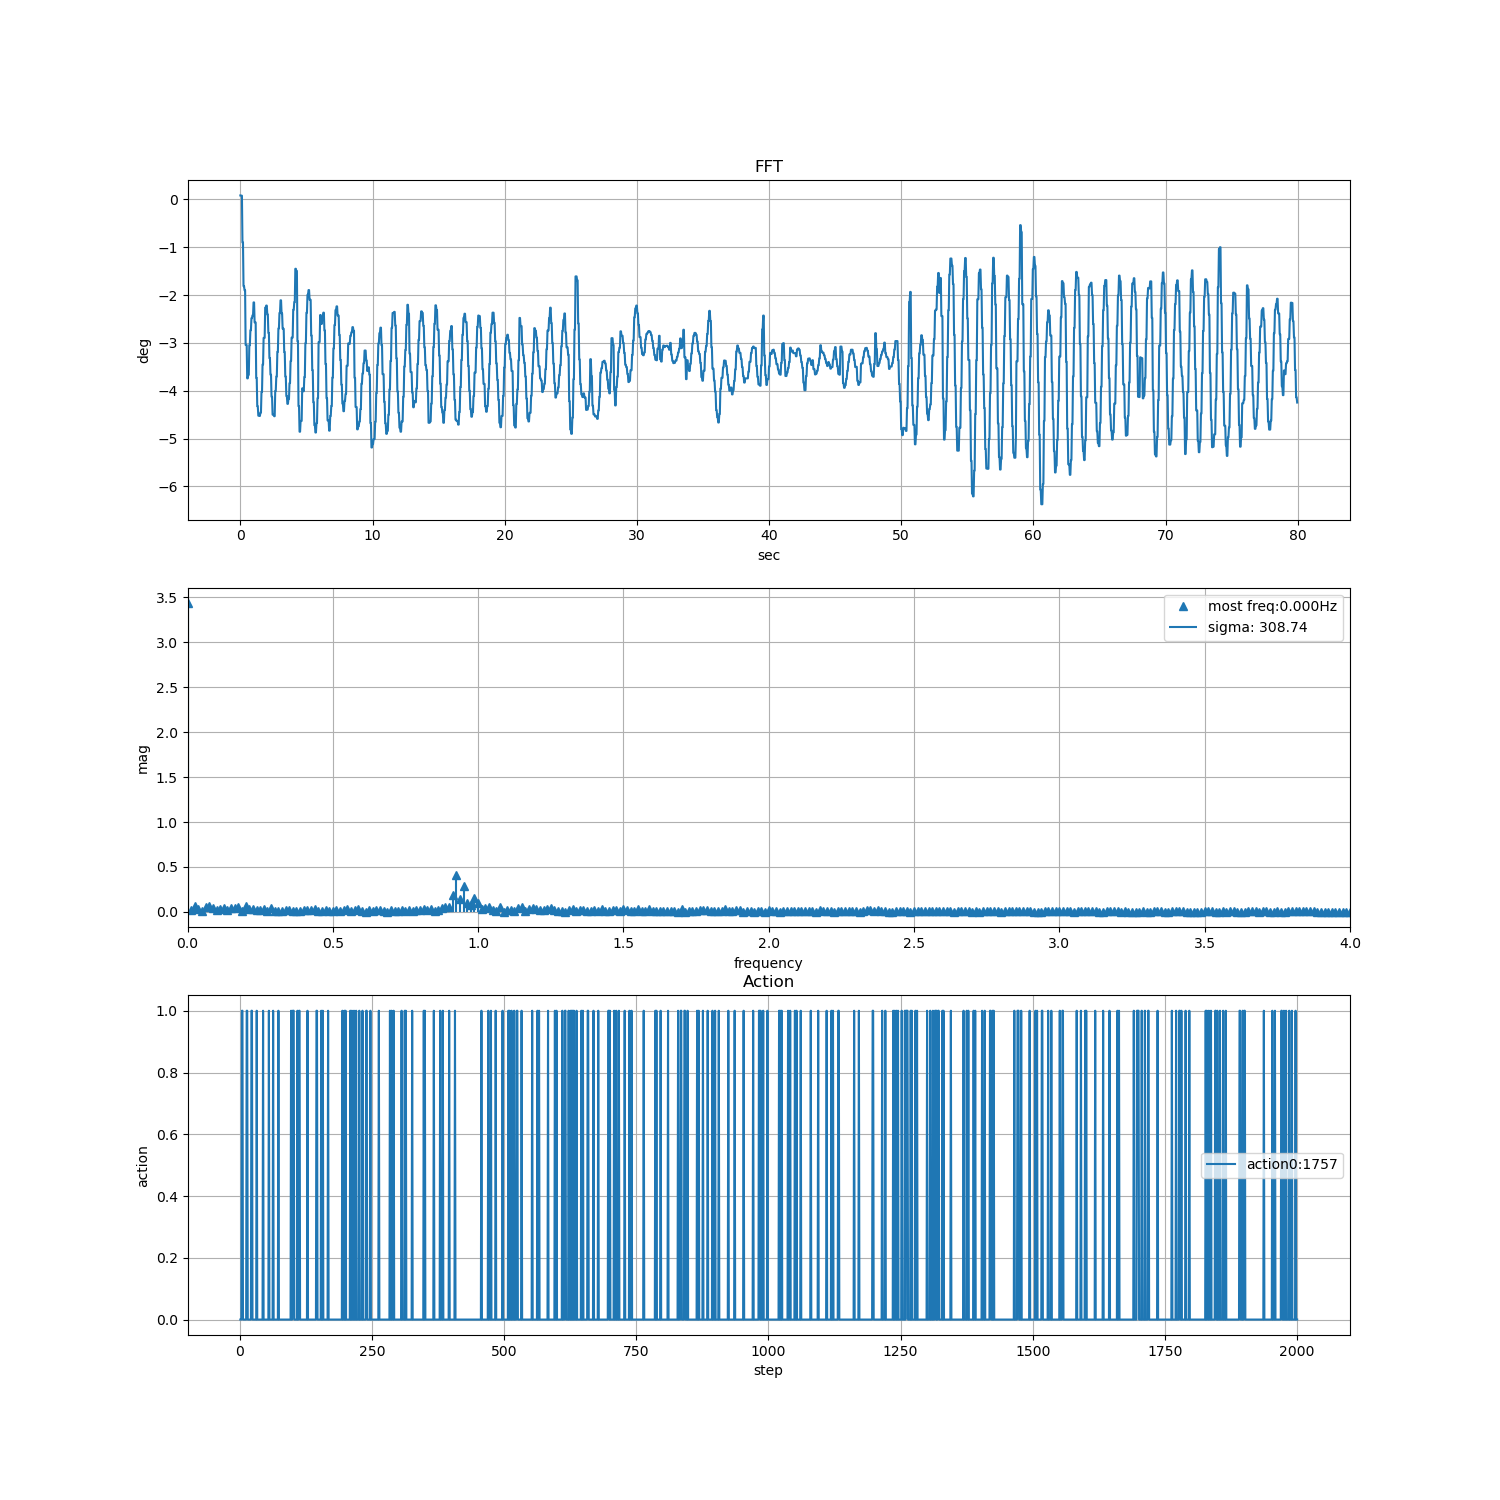 FFT
0
−1
−2
−3
−4
−5
−6
deg
0 10 20 30 40 50 60 70 80
sec
3.5
3.0
2.5
2.0
1.5
1.0
0.5
0.0
mag
most freq:0.000Hz
sigma: 308.74
0.0 0.5 1.0 1.5 2.0 2.5 3.0 3.5 4.0
frequency
Action
1.0
0.8
0.6
0.4
0.2
0.0
action
action0:1757
0 250 500 750 1000 1250 1500 1750 2000
step